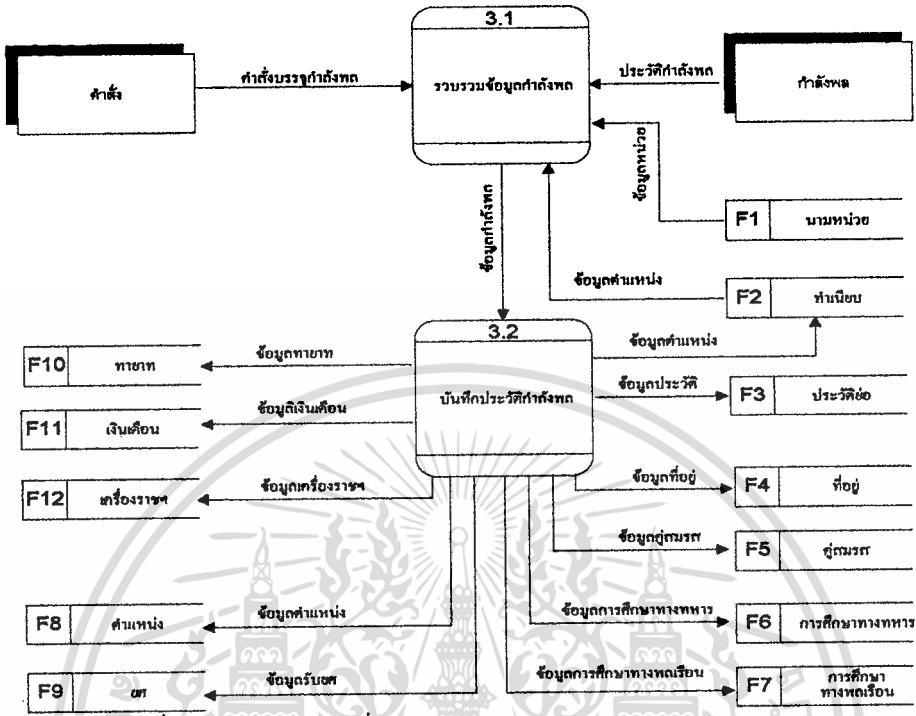 3.1
คำสั่ง
คำสั่งบรรจุกำลังพล
รวบรวมข้อมูลกำลังพล
ประวัติกำลังพล
กำลังพล
ข้อมูลหน่วย
F1 นามหน่วย
ข้อมูลกำลังพล
ข้อมูลตำแหน่ง
F2 ทำเนียบ
3.2
บันทึกประวัติกำลังพล
ข้อมูลตำแหน่ง
F10 ทายาท
ข้อมูลทายาท
ข้อมูลประวัติ
F3 ประวัติย่อ
F11 เงินเดือน
ข้อมูลเงินเดือน
F12 เครื่องราชฯ
ข้อมูลเครื่องราชฯ
ข้อมูลที่อยู่
F4 ที่อยู่
ข้อมูลคู่สมรส
F5 คู่สมรส
F8 ตำแหน่ง
ข้อมูลตำแหน่ง
ข้อมูลการศึกษาทางทหาร
F6 การศึกษาทางทหาร
F9 ยศ
ข้อมูลรับยศ
ข้อมูลการศึกษาทางพลเรือน
F7 การศึกษา
ทางพลเรือน